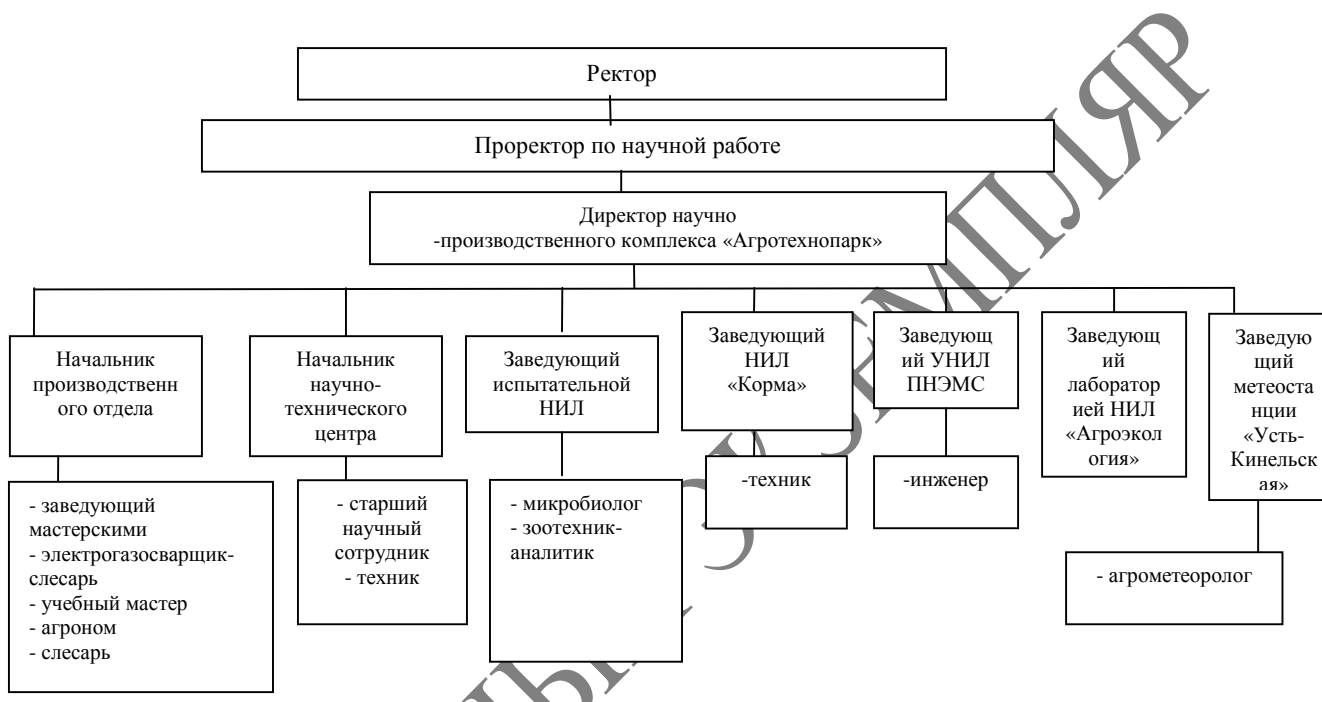 Ректор
Проректор по научной работе
Директор научно
-производственного комплекса «Агротехнопарк»
Начальник
производственн
ого отдела
Начальник
научно-
технического
центра
Заведующий
испытательной
НИЛ
Заведующий
НИЛ
«Корма»
Заведующ
ий УНИЛ
ПНЭМС
Заведующ
ий
лаборатор
ией НИЛ
«Агроэкол
огия»
Заведую
щий
метеоста
нции
«Усть-
Кинельск
ая»
- заведующий
мастерскими
- электрогазосварщик-
слесарь
- учебный мастер
- агроном
- слесарь
- старший
научный
сотрудник
- техник
- микробиолог
- зоотехник-
аналитик
-техник
-инженер
- агрометеоролог